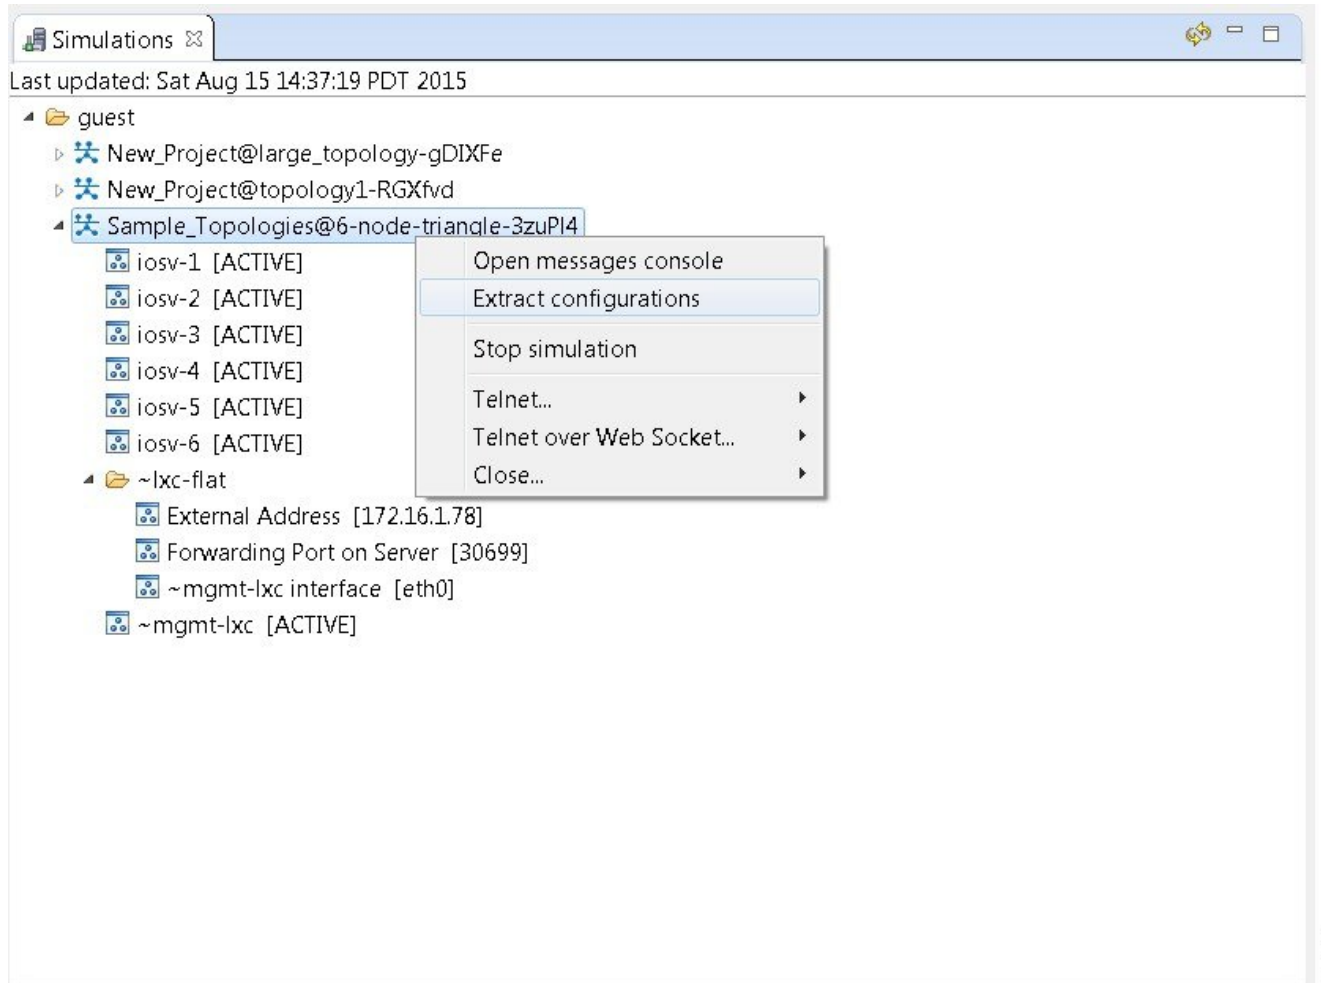 Simulations
Last updated: Sat Aug 15 14:37:19 PDT 2015
guest
New_Project@large_topology-gDIXFe
New_Project@topology1-RGXfvd
Sample_Topologies@6-node-triangle-3zuPl4
iosv-1 [ACTIVE]
Open messages console
iosv-2 [ACTIVE]
Extract configurations
iosv-3 [ACTIVE]
Stop simulation
iosv-4 [ACTIVE]
Telnet...
iosv-5 [ACTIVE]
Telnet over Web Socket...
iosv-6 [ACTIVE]
Close...
~lxc-flat
External Address [172.16.1.78]
Forwarding Port on Server [30699]
~mgmt-lxc interface [eth0]
~mgmt-lxc [ACTIVE]